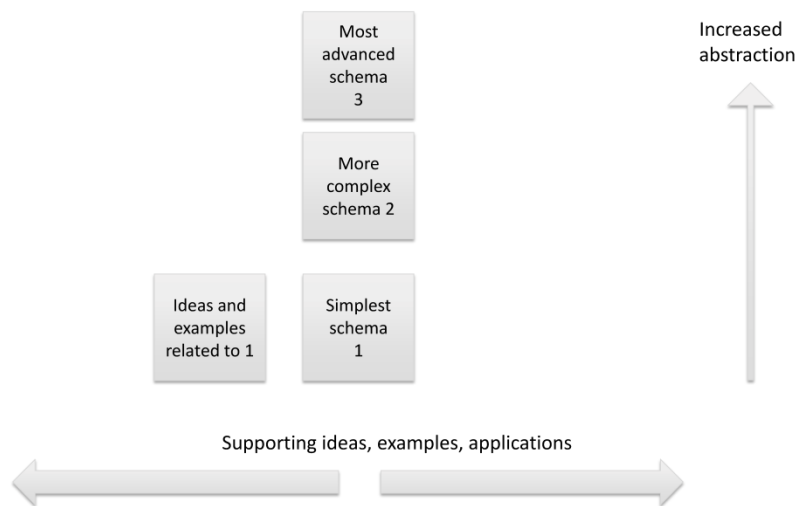 Most
advanced
schema
3
Increased
abstraction
More
complex
schema 2
Ideas and
examples
related to 1
Simplest
schema
1
Supporting ideas, examples, applications